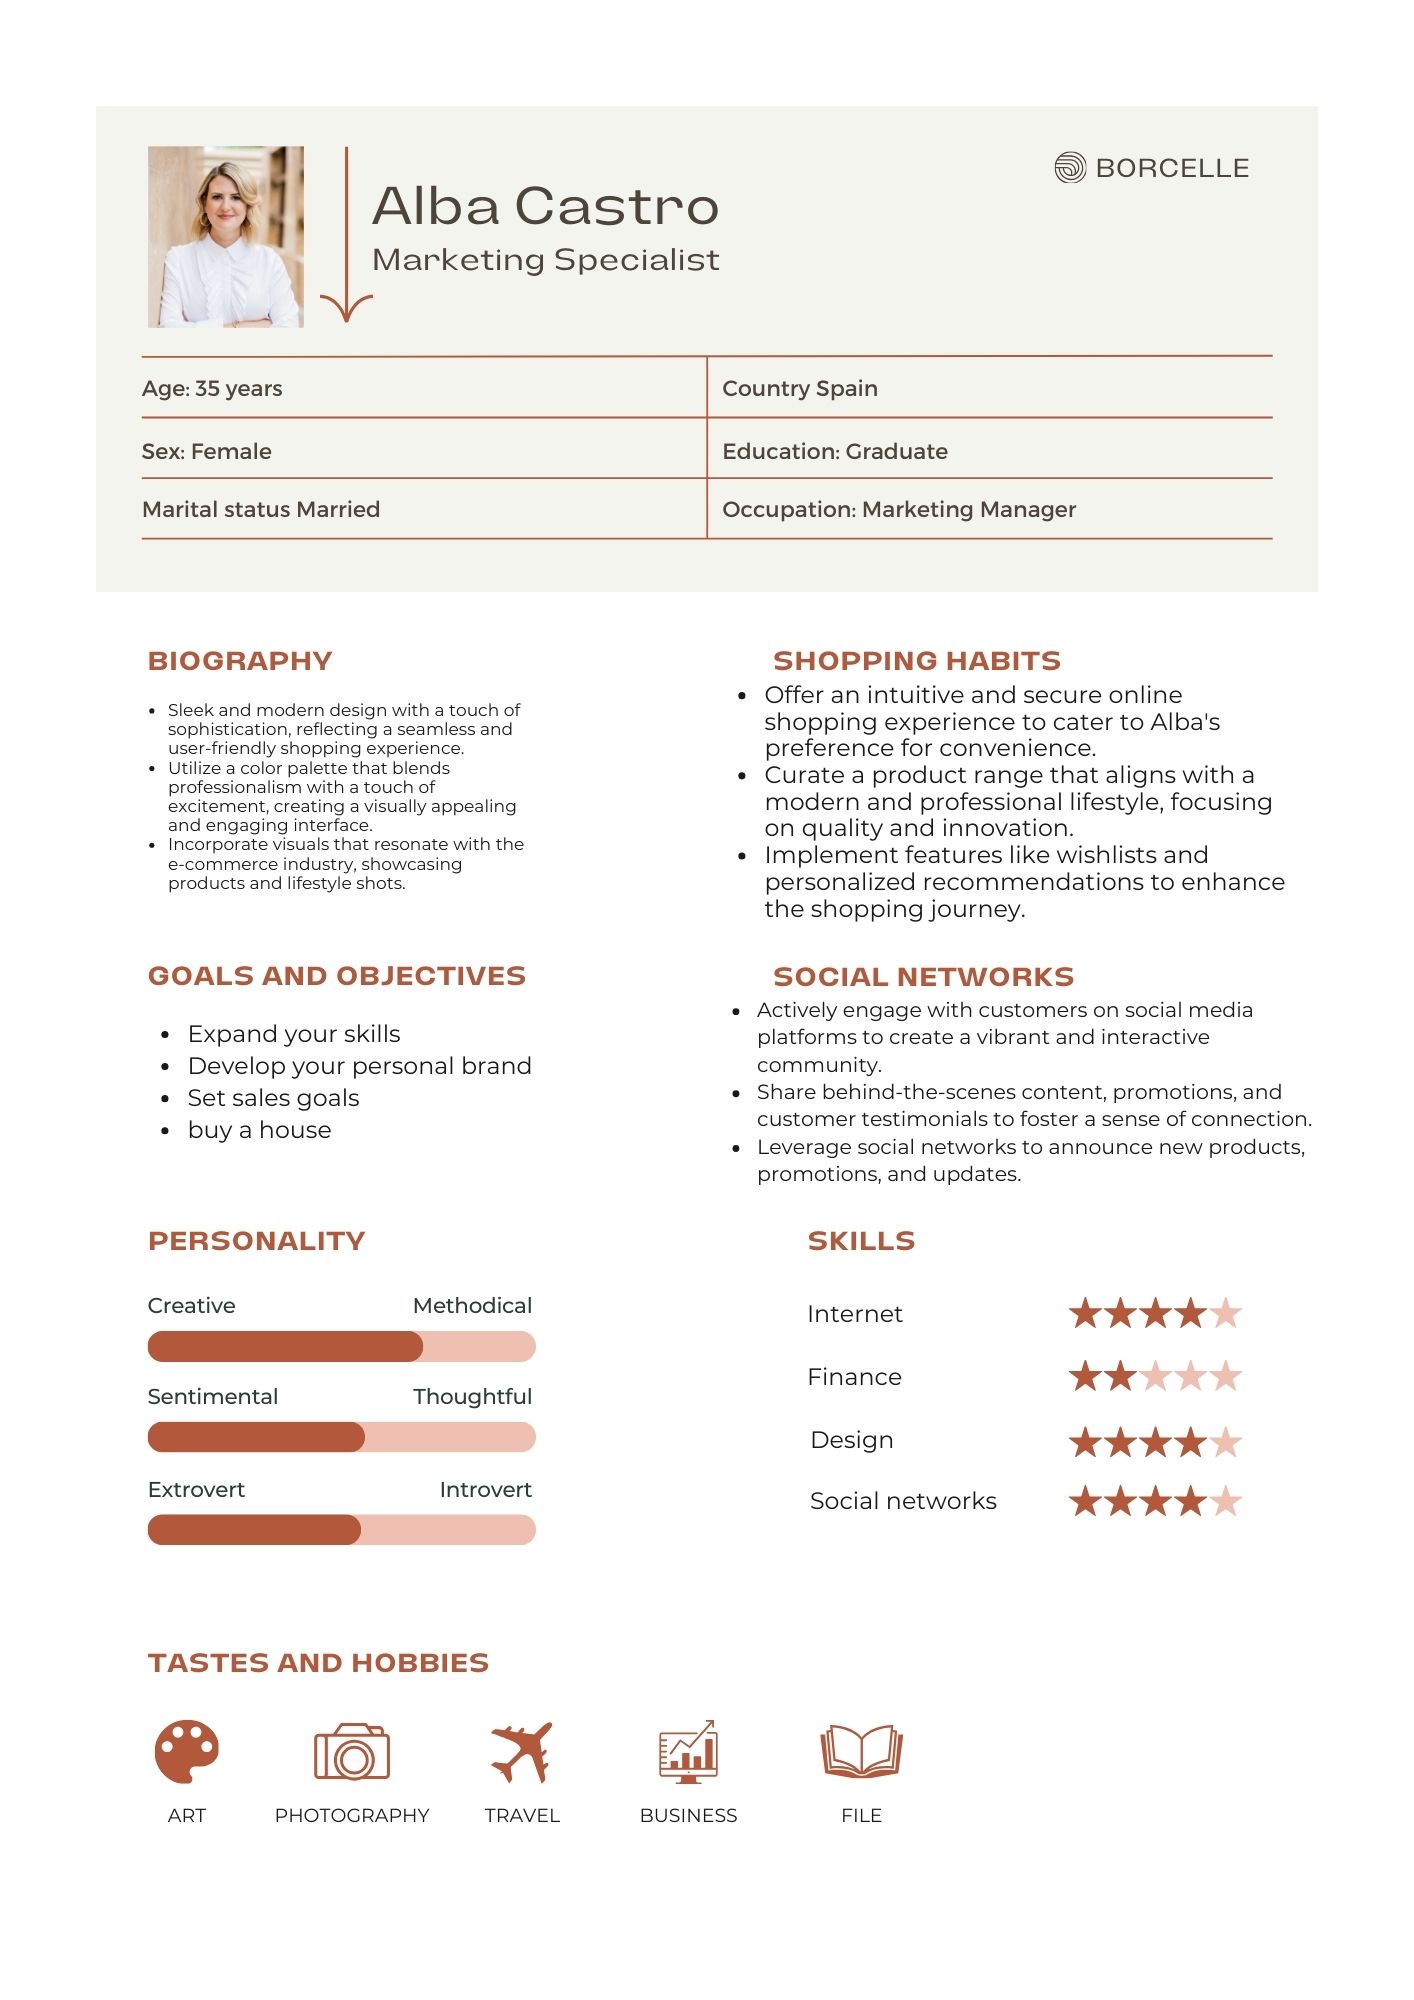 BORCELLE
Alba Castro
Marketing Specialist
Age: 35 years
Country Spain
Sex: Female
Education: Graduate
Marital status Married
Occupation: Marketing Manager
BIOGRAPHY
• Sleek and modern design with a touch of
sophistication, reflecting a seamless and
user-friendly shopping experience.
• Utilize a color palette that blends
professionalism with a touch of
excitement, creating a visually appealing
and engaging interface.
• Incorporate visuals that resonate with the
e-commerce industry, showcasing
products and lifestyle shots.
SHOPPING HABITS
• Offer an intuitive and secure online
shopping experience to cater to Alba's
preference for convenience.
• Curate a product range that aligns with a
modern and professional lifestyle, focusing
on quality and innovation.
• Implement features like wishlists and
personalized recommendations to enhance
the shopping journey.
GOALS AND OBJECTIVES
• Expand your skills
• Develop your personal brand
• Set sales goals
• buy a house
SOCIAL NETWORKS
• Actively engage with customers on social media
platforms to create a vibrant and interactive
community.
• Share behind-the-scenes content, promotions, and
customer testimonials to foster a sense of connection.
• Leverage social networks to announce new products,
promotions, and updates.
PERSONALITY
Creative Methodical
Sentimental Thoughtful
Extrovert Introvert
SKILLS
Internet
Finance
Design
Social networks
TASTES AND HOBBIES
ART
PHOTOGRAPHY
TRAVEL
BUSINESS
FILE